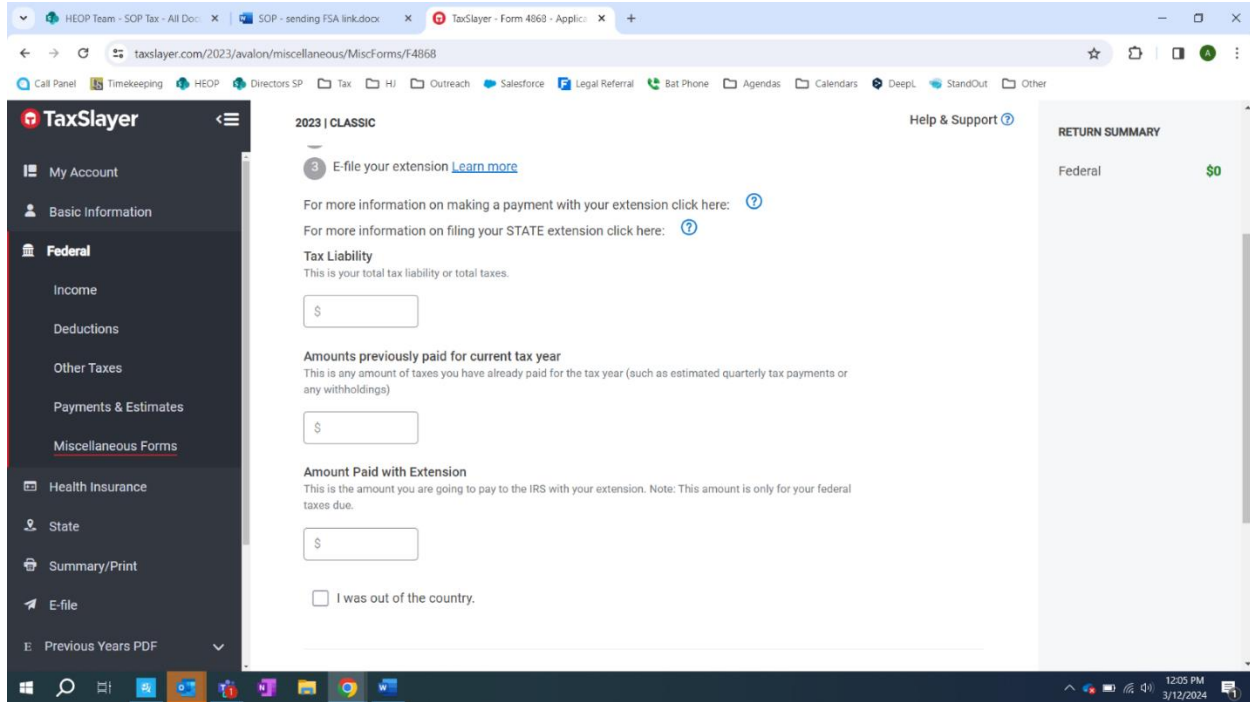 HEOP Team - SOP Tax - All Doc
SOP - sending FSA link.docx
TaxSlayer - Form 4868 - Applica
taxslayer.com/2023/avalon/miscellaneous/MiscForms/F4868
A
Call Panel
Timekeeping
HEOP
Directors SP
Tax
HJ
Outreach
Salesforce
Legal Referral
Bat Phone
Agendas
Calendars
DeepL
StandOut
Other
TaxSlayer
My Account
Basic Information
Federal
Income
Deductions
Other Taxes
Payments & Estimates
Miscellaneous Forms
Health Insurance
State
Summary/Print
E-file
E Previous Years PDF
2023 | CLASSIC
Help & Support ?
3 E-file your extension Learn more
For more information on making a payment with your extension click here: ?
For more information on filing your STATE extension click here: ?
Tax Liability
This is your total tax liability or total taxes.
$
Amounts previously paid for current tax year
This is any amount of taxes you have already paid for the tax year (such as estimated quarterly tax payments or
any withholdings)
$
Amount Paid with Extension
This is the amount you are going to pay to the IRS with your extension. Note: This amount is only for your federal
taxes due.
$
I was out of the country.
RETURN SUMMARY
Federal $0
12:05 PM
3/12/2024